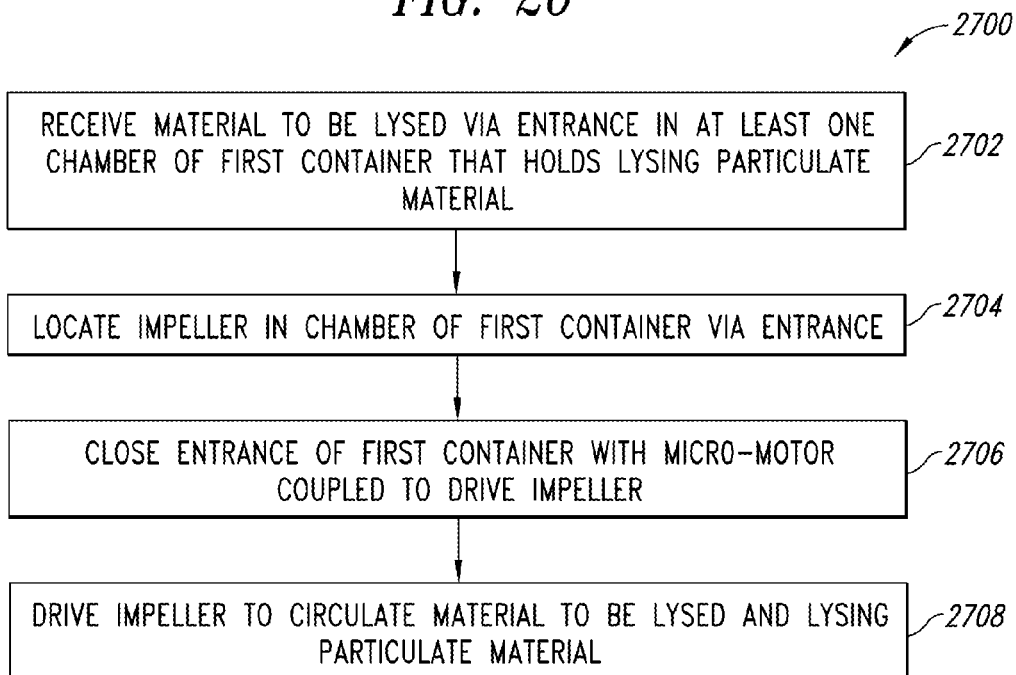 FIG. 26
2700
RECEIVE MATERIAL TO BE LYSED VIA ENTRANCE IN AT LEAST ONE
CHAMBER OF FIRST CONTAINER THAT HOLDS LYSING PARTICULATE
MATERIAL
2702
LOCATE IMPELLER IN CHAMBER OF FIRST CONTAINER VIA ENTRANCE
2704
CLOSE ENTRANCE OF FIRST CONTAINER WITH MICRO-MOTOR
COUPLED TO DRIVE IMPELLER
2706
DRIVE IMPELLER TO CIRCULATE MATERIAL TO BE LYSED AND LYSING
PARTICULATE MATERIAL
2708